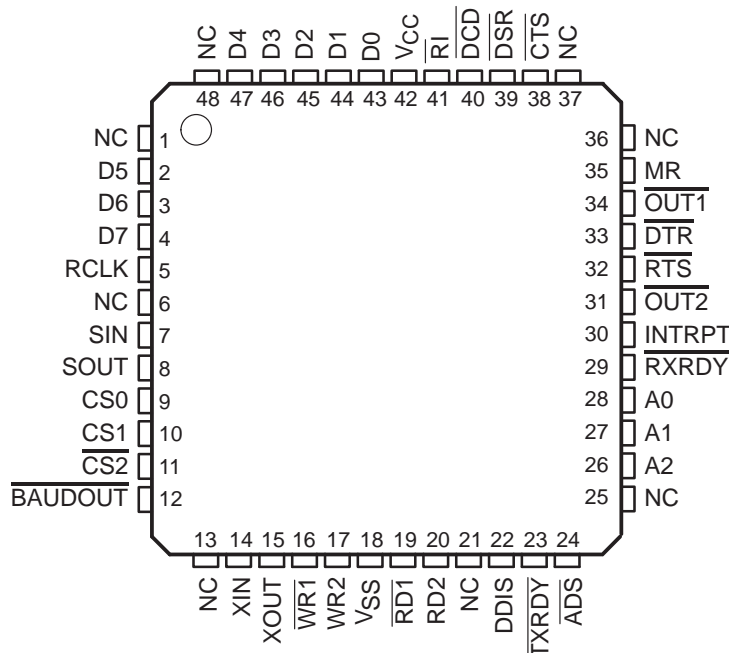 NC D4 D3 D2 D1 D0 VCC RI DCD DSR CTS NC
48 47 46 45 44 43 42 41 40 39 38 37
NC 1 36 NC
D5 2 35 MR
D6 3 34 OUT1
D7 4 33 DTR
RCLK 5 32 RTS
NC 6 31 OUT2
SIN 7 30 INTRPT
SOUT 8 29 RXRDY
CS0 9 28 A0
CS1 10 27 A1
CS2 11 26 A2
BAUDOUT 12 25 NC
13 14 15 16 17 18 19 20 21 22 23 24
NC XIN XOUT WR1 WR2 VSS RD1 RD2 NC DDIS TXRDY ADS